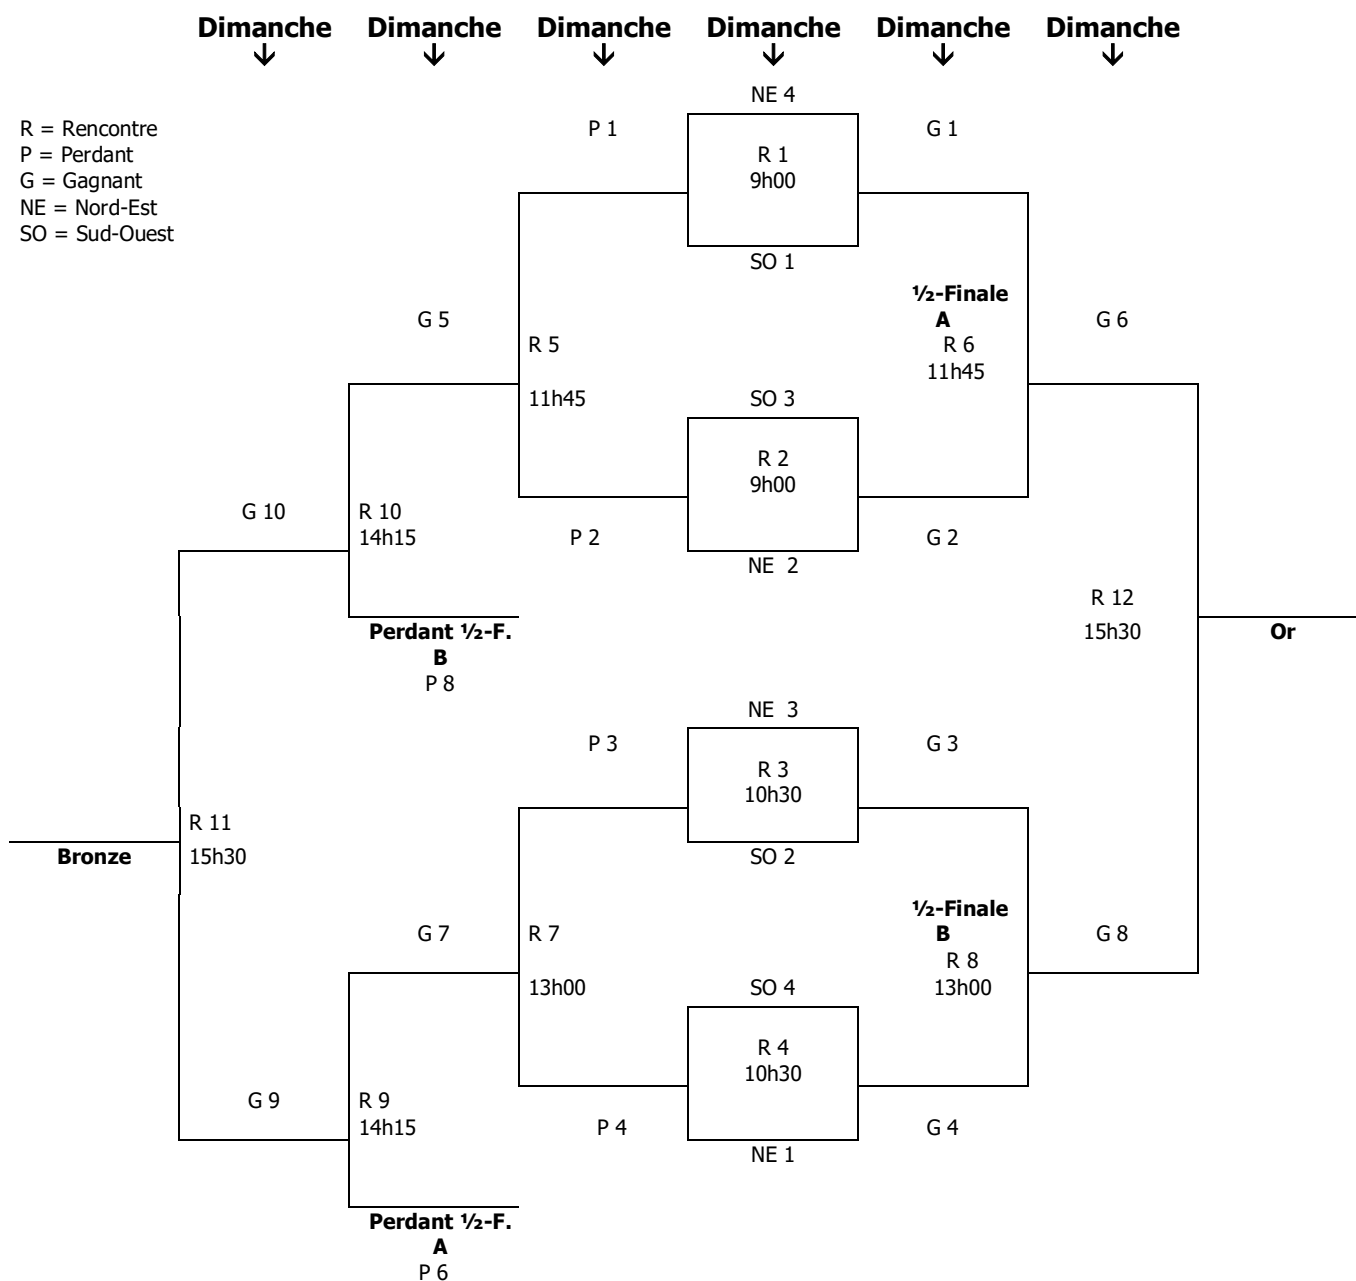 Dimanche Dimanche Dimanche Dimanche Dimanche Dimanche
NE 4
R = Rencontre
P = Perdant
G = Gagnant
NE = Nord-Est
SO = Sud-Ouest
P 1
G 1
R 1
9h00
SO 1
½-Finale
A
R 6
11h45
G 5
G 6
R 5
11h45
SO 3
R 2
9h00
G 10
R 10
14h15
P 2
G 2
NE 2
Perdant ½-F.
B
P 8
R 12
15h30
Or
NE 3
P 3
G 3
R 3
10h30
R 11
15h30
Bronze
SO 2
½-Finale
B
R 8
13h00
G 7
R 7
13h00
G 8
SO 4
R 4
10h30
G 9
R 9
14h15
P 4
G 4
NE 1
Perdant ½-F.
A
P 6